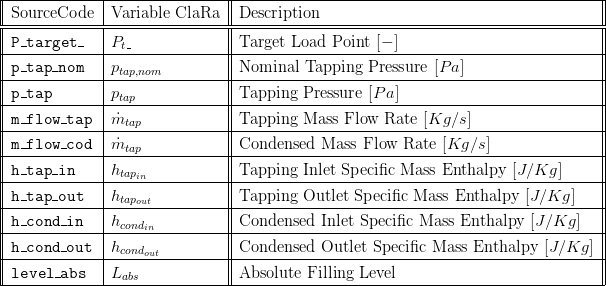 SourceCode Variable ClaRa Description
P_target_ P_t_ Target Load Point [−]
p_tap_nom p_{tap,nom} Nominal Tapping Pressure [Pa]
p_tap p_{tap} Tapping Pressure [Pa]
m_flow_tap ṁ_{tap} Tapping Mass Flow Rate [Kg/s]
m_flow_cod ṁ_{tap} Condensed Mass Flow Rate [Kg/s]
h_tap_in h_{tap_{in}} Tapping Inlet Specific Mass Enthalpy [J/Kg]
h_tap_out h_{tap_{out}} Tapping Outlet Specific Mass Enthalpy [J/Kg]
h_cond_in h_{cond_{in}} Condensed Inlet Specific Mass Enthalpy [J/Kg]
h_cond_out h_{cond_{out}} Condensed Outlet Specific Mass Enthalpy [J/Kg]
level_abs L_{abs} Absolute Filling Level